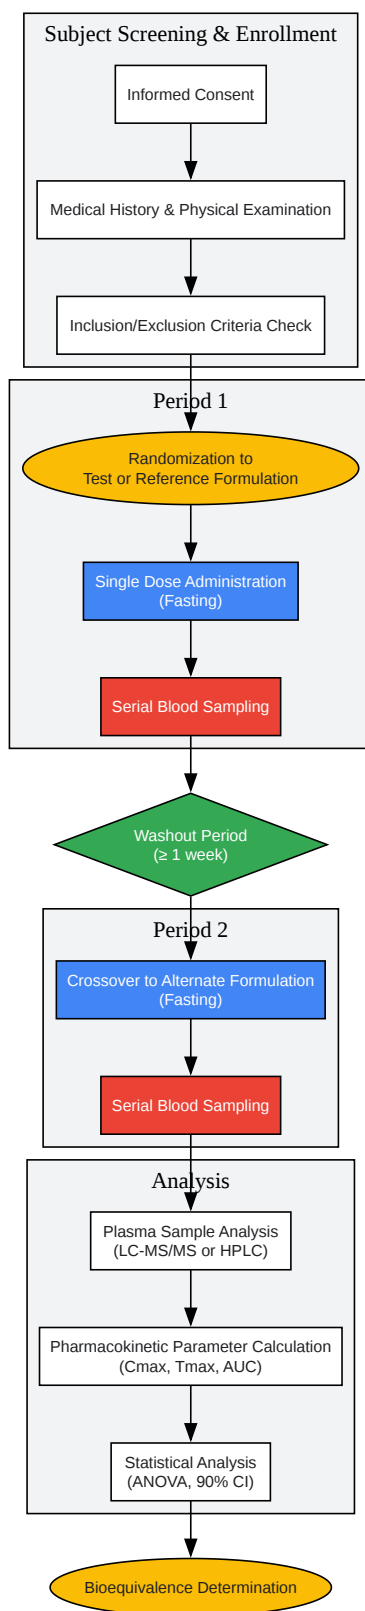 Subject Screening & Enrollment
Informed Consent
Medical History & Physical Examination
Inclusion/Exclusion Criteria Check
Period 1
Randomization to
Test or Reference Formulation
Single Dose Administration
(Fasting)
Serial Blood Sampling
Washout Period
(≥ 1 week)
Period 2
Crossover to Alternate Formulation
(Fasting)
Serial Blood Sampling
Analysis
Plasma Sample Analysis
(LC-MS/MS or HPLC)
Pharmacokinetic Parameter Calculation
(Cmax, Tmax, AUC)
Statistical Analysis
(ANOVA, 90% CI)
Bioequivalence Determination